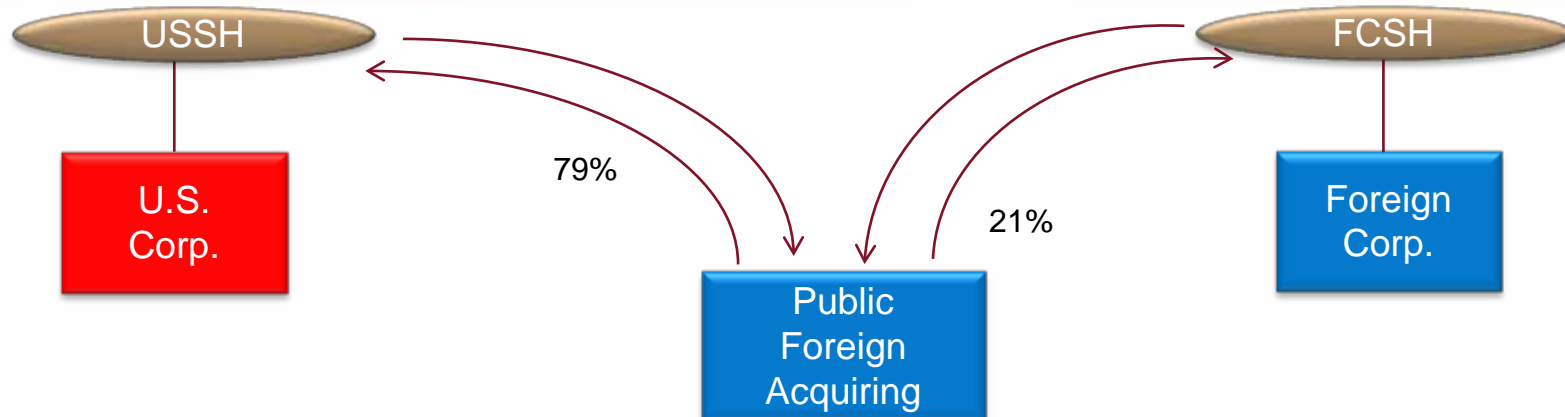 USSH
FCSH
U.S.
Corp.
79%
21%
Foreign
Corp.
Public
Foreign
Acquiring